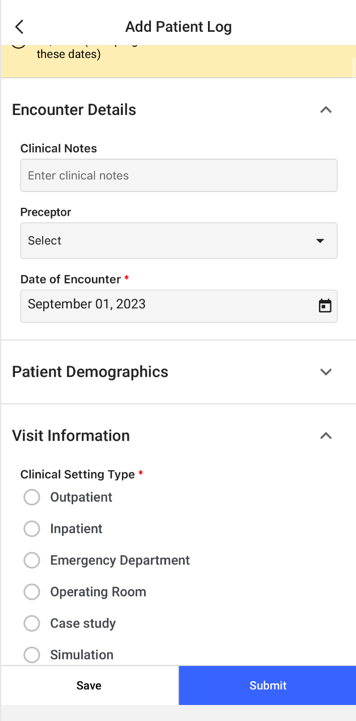 Add Patient Log
these dates)
Encounter Details
Clinical Notes
Enter clinical notes
Preceptor
Select
Date of Encounter *
September 01, 2023
Patient Demographics
Visit Information
Clinical Setting Type *
Outpatient
Inpatient
Emergency Department
Operating Room
Case study
Simulation
Save
Submit